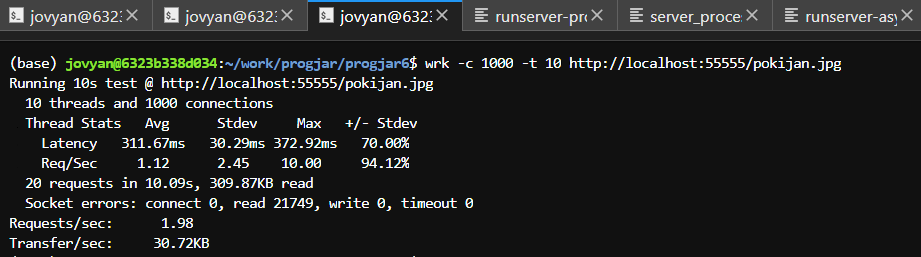 jovyan@6323 jovyan@6323 jovyan@6323 runserver-pro server_proces runserver-asy
(base) jovyan@6323b338d034:~/work/progjar/progjar6$ wrk -c 1000 -t 10 http://localhost:55555/pokijan.jpg
Running 10s test @ http://localhost:55555/pokijan.jpg
10 threads and 1000 connections
Thread Stats Avg Stdev Max +/- Stdev
Latency 311.67ms 30.29ms 372.92ms 70.00%
Req/Sec 1.12 2.45 10.00 94.12%
20 requests in 10.09s, 309.87KB read
Socket errors: connect 0, read 21749, write 0, timeout 0
Requests/sec: 1.98
Transfer/sec: 30.72KB